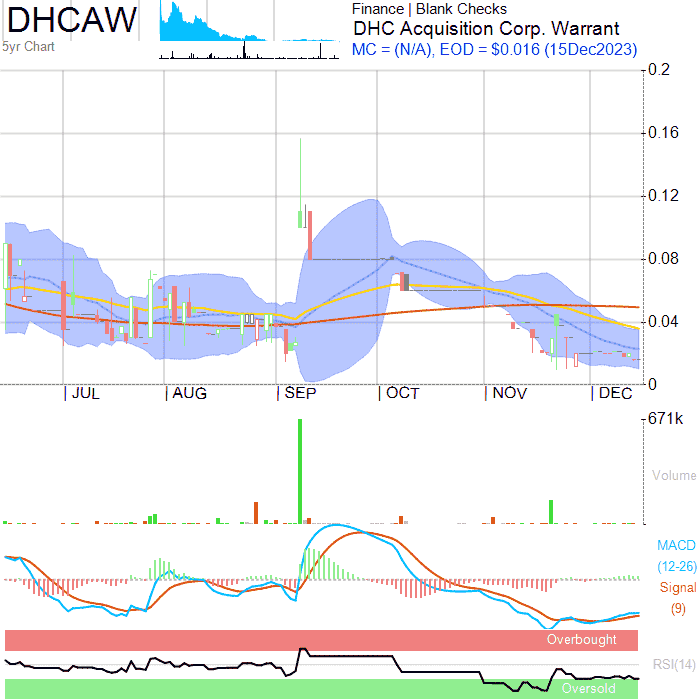 DHCAW
5yr Chart
Finance | Blank Checks
DHC Acquisition Corp. Warrant
MC = (N/A), EOD = $0.016 (15Dec2023)
0.2
0.16
0.12
0.08
0.04
0
| JUL
| AUG
| SEP
| OCT
| NOV
| DEC
671k
Volume
MACD
(12-26)
Signal
(9)
Overbought
RSI(14)
Oversold